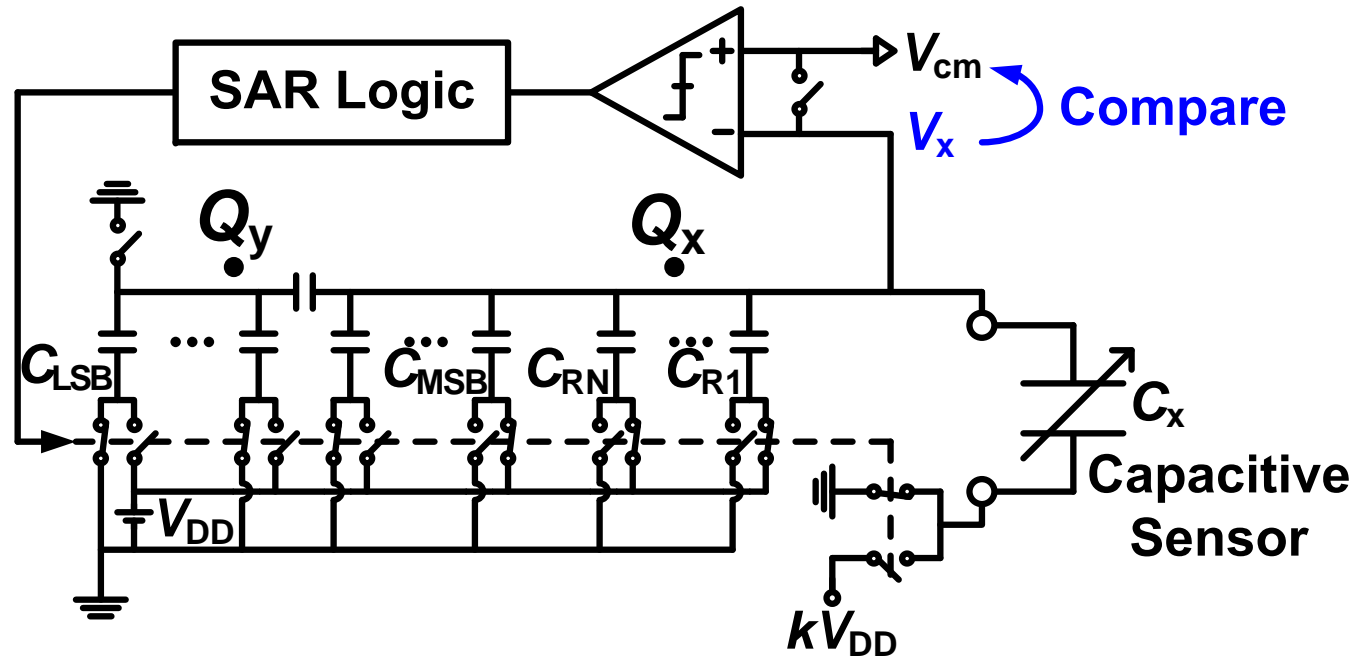 SAR Logic
+
−
Vcm
Vx
Compare
Qy
Qx
CLSB
•••
CMSB
•••
CRN
CR1
•••
Cx
Capacitive
Sensor
VDD
kVDD